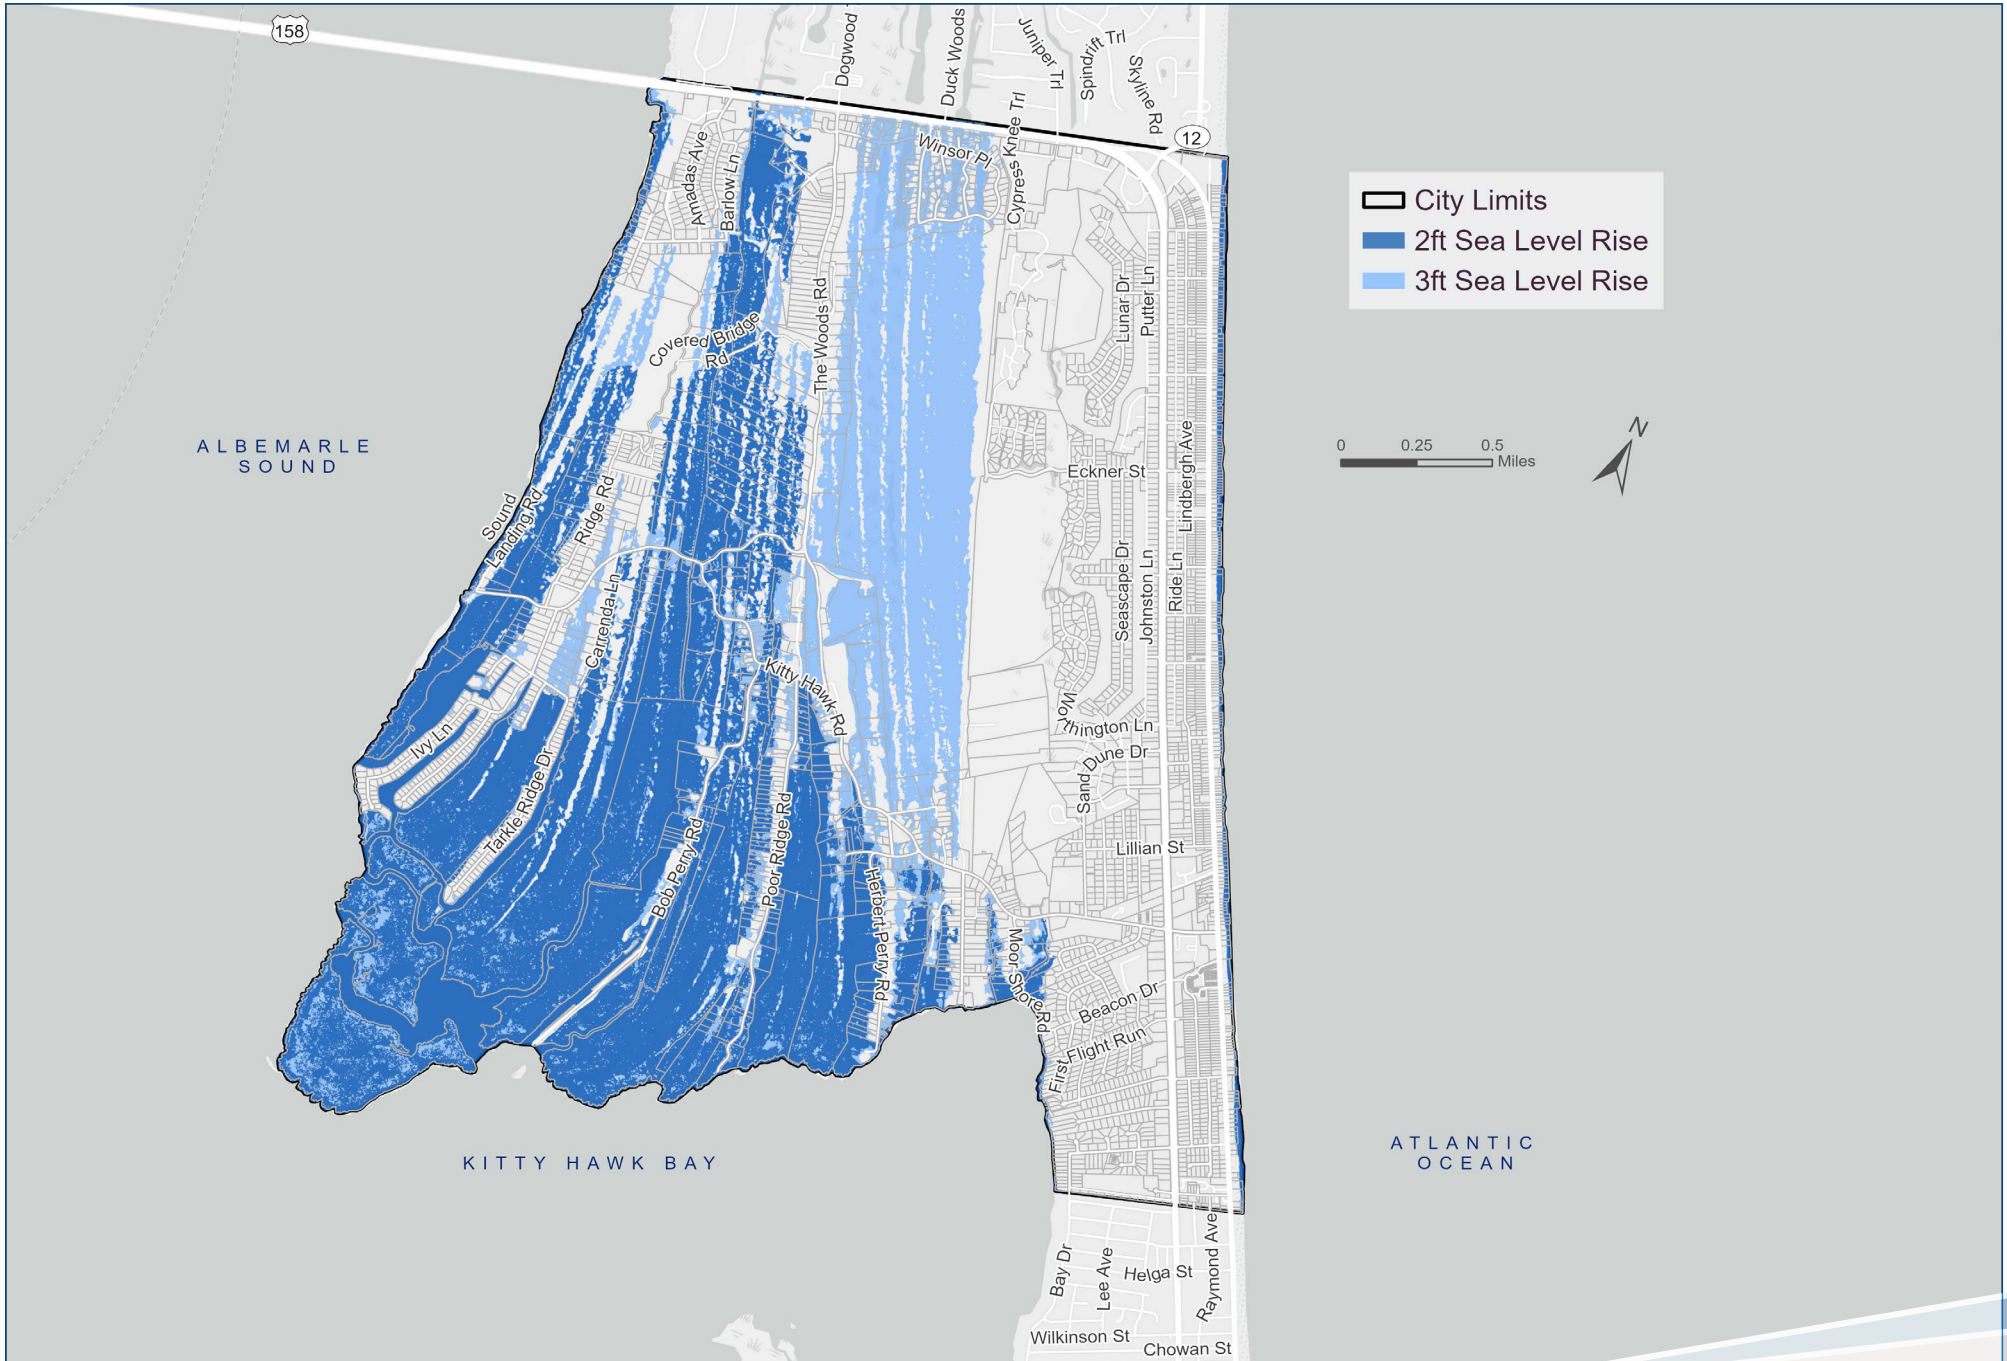 158
Dogwood
Duck Woods
Juniper Trl
Spindrift Trl
Skyline Rd
12
Amadas Ave
Barlow Ln
Winsor Pl
Cypress Knee Trl
City Limits
2ft Sea Level Rise
3ft Sea Level Rise
Covered Bridge
Rd
The Woods Rd
Lunar Dr
Putter Ln
ALBEMARLE
SOUND
0 0.25 0.5
Miles
N
Lindbergh Ave
Eckner St
Sound
Landing Rd
Ridge Rd
Carrenda Ln
Seascape Dr
Johnston Ln
Ride Ln
Kitty Hawk Rd
Ivy Ln
Worthington Ln
Sand Dune Dr
Tarkle Ridge Dr
Bob Perry Rd
Poor Ridge Rd
Lillian St
Herbert Perry Rd
Moor Shore Rd
Beacon Dr
First Flight Run
KITTY HAWK BAY
ATLANTIC
OCEAN
Bay Dr
Lee Ave
Helga St
Raymond Ave
Wilkinson St
Chowan St